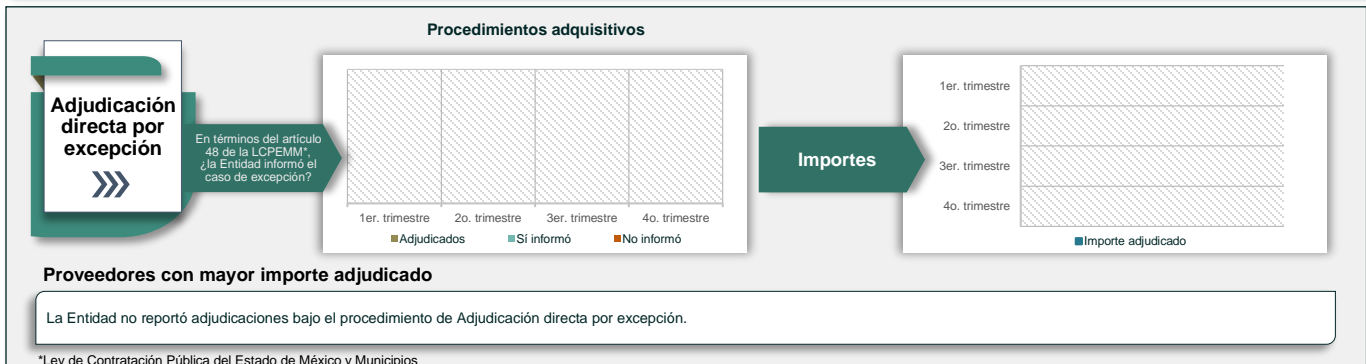 Procedimientos adquisitivos
Adjudicación
directa por
excepción
En términos del artículo
48 de la LCPEMM*,
¿la Entidad informó el
caso de excepción?
1er. trimestre 2o. trimestre 3er. trimestre 4o. trimestre
Adjudicados Sí informó No informó
Importes
1er. trimestre
2o. trimestre
3er. trimestre
4o. trimestre
Importe adjudicado
Proveedores con mayor importe adjudicado
La Entidad no reportó adjudicaciones bajo el procedimiento de Adjudicación directa por excepción.
*Ley de Contratación Pública del Estado de México y Municipios